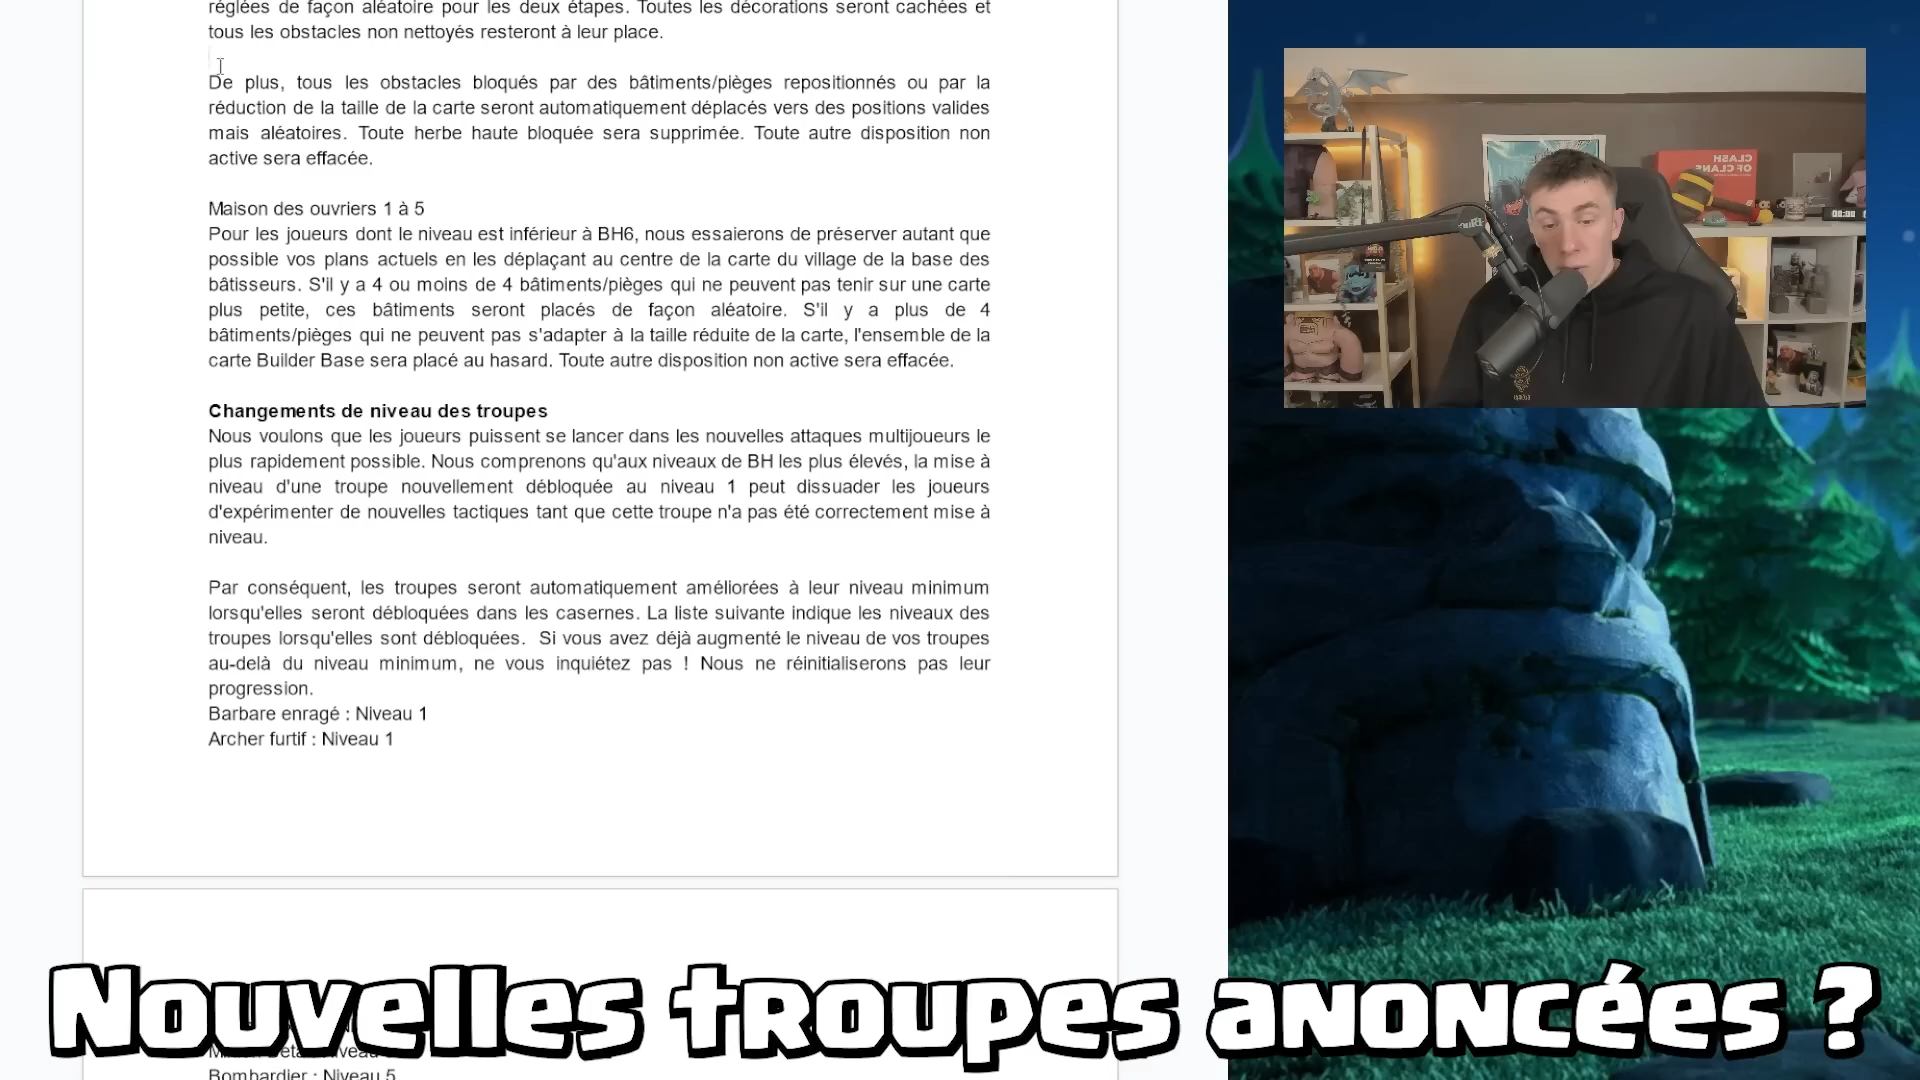 réglées de façon aléatoire pour les deux étapes. Toutes les décorations seront cachées et
tous les obstacles non nettoyés resteront à leur place.
De plus, tous les obstacles bloqués par des bâtiments/pièges repositionnés ou par la
réduction de la taille de la carte seront automatiquement déplacés vers des positions valides
mais aléatoires. Toute herbe haute bloquée sera supprimée. Toute autre disposition non
active sera effacée.
Maison des ouvriers 1 à 5
Pour les joueurs dont le niveau est inférieur à BH6, nous essaierons de préserver autant que
possible vos plans actuels en les déplaçant au centre de la carte du village de la base des
bâtisseurs. S'il y a 4 ou moins de 4 bâtiments/pièges qui ne peuvent pas tenir sur une carte
plus petite, ces bâtiments seront placés de façon aléatoire. S'il y a plus de 4
bâtiments/pièges qui ne peuvent pas s'adapter à la taille réduite de la carte, l'ensemble de la
carte Builder Base sera placé au hasard. Toute autre disposition non active sera effacée.
Changements de niveau des troupes
Nous voulons que les joueurs puissent se lancer dans les nouvelles attaques multijoueurs le
plus rapidement possible. Nous comprenons qu'aux niveaux de BH les plus élevés, la mise à
niveau d'une troupe nouvellement débloquée au niveau 1 peut dissuader les joueurs
d'expérimenter de nouvelles tactiques tant que cette troupe n'a pas été correctement mise à
niveau.
Par conséquent, les troupes seront automatiquement améliorées à leur niveau minimum
lorsqu'elles seront débloquées dans les casernes. La liste suivante indique les niveaux des
troupes lorsqu'elles sont débloquées. Si vous avez déjà augmenté le niveau de vos troupes
au-delà du niveau minimum, ne vous inquiétez pas ! Nous ne réinitialiserons pas leur
progression.
Barbare enragé : Niveau 1
Archer furtif : Niveau 1
Bombardier : Niveau 5
CLASH
OF CLANS
Nouvelles troupes anoncées ?